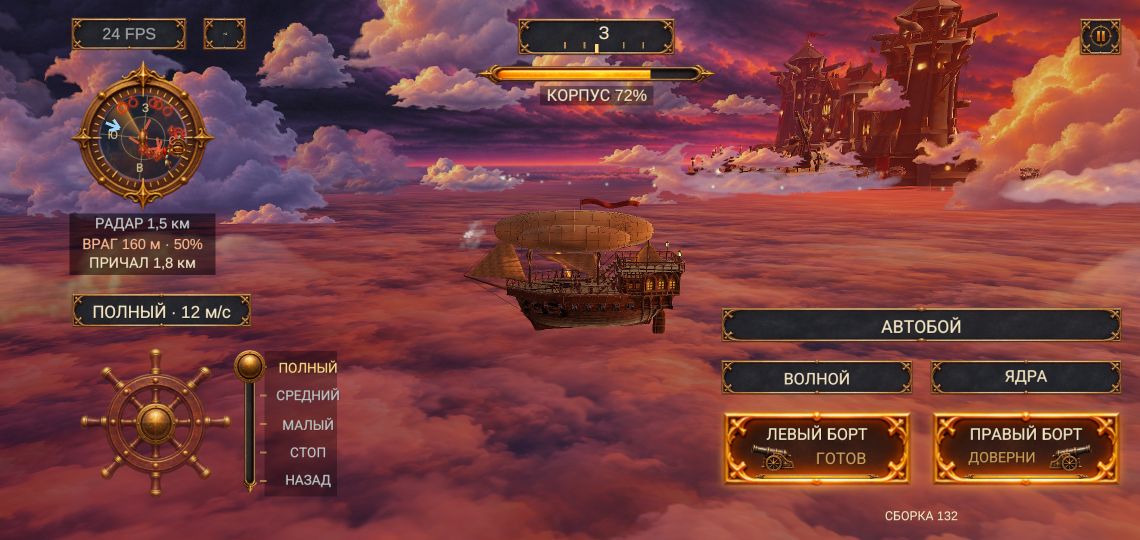 24 FPS
3
КОРПУС 72%
З
Ю
В
РАДАР 1,5 км
ВРАГ 160 м · 50%
ПРИЧАЛ 1,8 км
ПОЛНЫЙ · 12 м/с
ПОЛНЫЙ
СРЕДНИЙ
МАЛЫЙ
СТОП
НАЗАД
АВТОБОЙ
ВОЛНОЙ
ЯДРА
ЛЕВЫЙ БОРТ
ГОТОВ
ПРАВЫЙ БОРТ
ДОВЕРНИ
СБОРКА 132